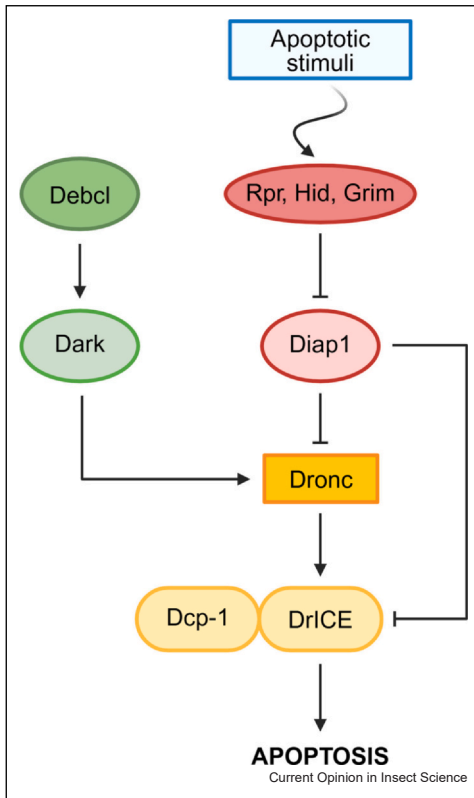 Apoptotic
stimuli
Debcl
Rpr, Hid, Grim
Dark
Diap1
Dronc
Dcp-1
DrICE
APOPTOSIS
Current Opinion in Insect Science